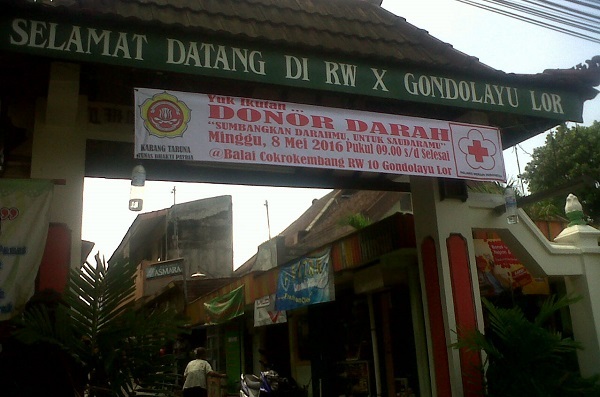 SELAMAT DATANG DI RW X GONDOLAYU LOR
Yuk Ikutan ...
DONOR DARAH
"SUMBANGKAN DARAHMU, UNTUK SAUDARAMU"
Minggu, 8 Mei 2016 Pukul 09.00 s/d Selesai
@Balai Cokrokembang RW 10 Gondolayu Lor
KARANG TARUNA
ASMARA